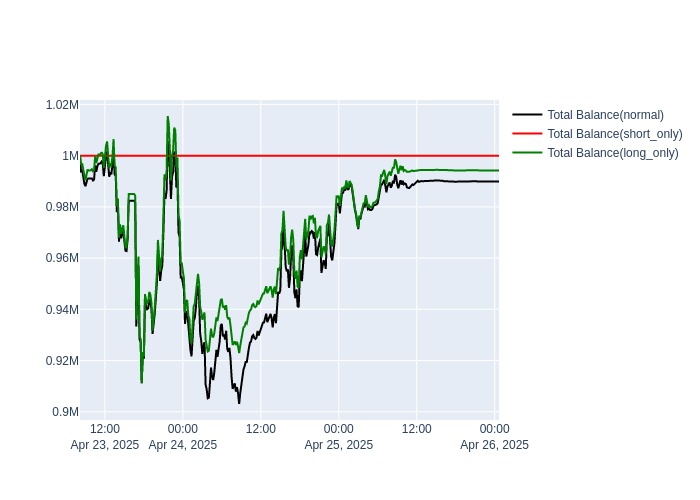 1.02M
1M
0.98M
0.96M
0.94M
0.92M
0.9M
12:00 00:00 12:00 00:00 12:00 00:00
Apr 23, 2025 Apr 24, 2025 Apr 25, 2025 Apr 26, 2025
Total Balance(normal)
Total Balance(short_only)
Total Balance(long_only)